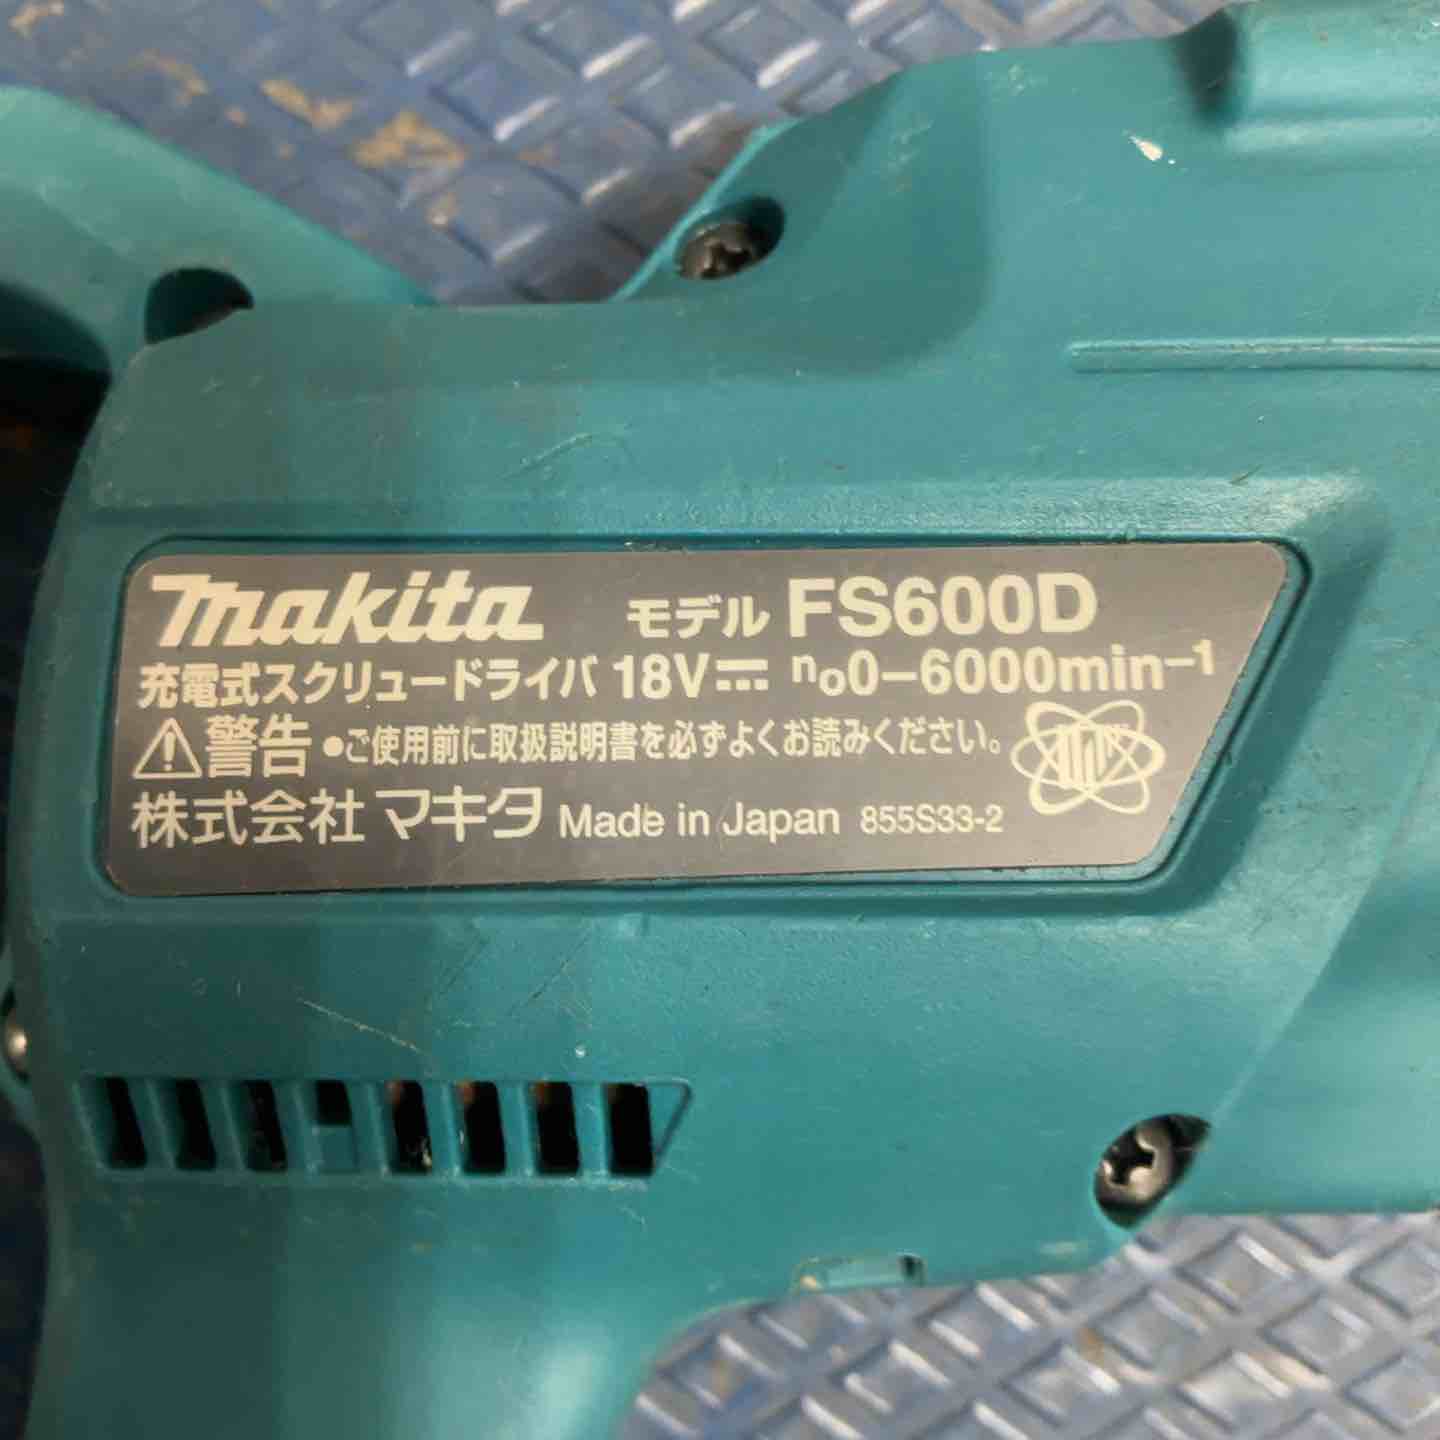 makita モデル FS600D
充電式スクリュードライバ 18V⎓ n₀0−6000min⁻¹
⚠警告 ●ご使用前に取扱説明書を必ずよくお読みください。
株式会社マキタ Made in Japan 855S33-2